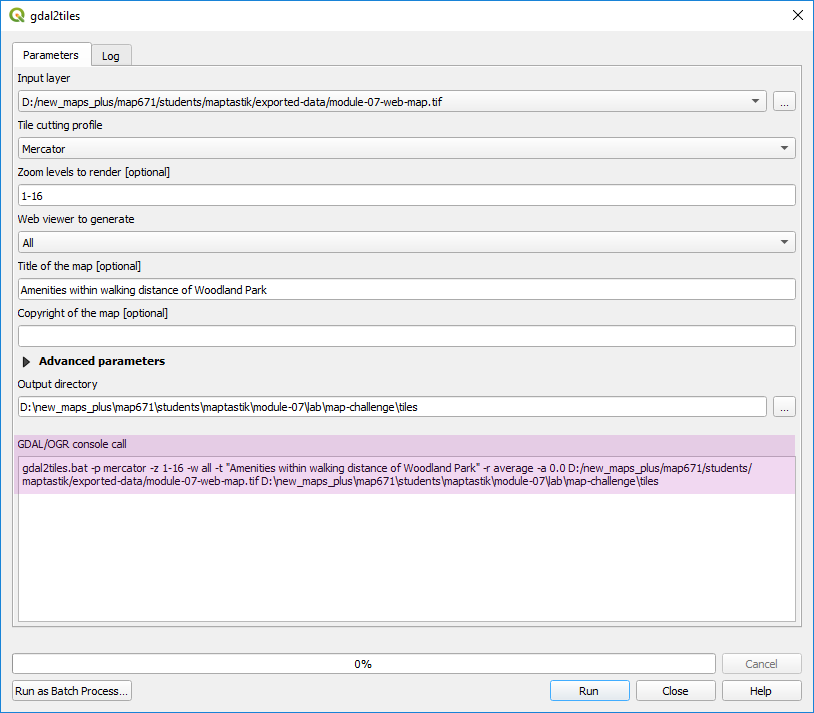 gdal2tiles
Parameters
Log
Input layer
D:/new_maps_plus/map671/students/maptastik/exported-data/module-07-web-map.tif
...
Tile cutting profile
Mercator
Zoom levels to render [optional]
1-16
Web viewer to generate
All
Title of the map [optional]
Amenities within walking distance of Woodland Park
Copyright of the map [optional]
Advanced parameters
Output directory
D:\new_maps_plus\map671\students\maptastik\module-07\lab\map-challenge\tiles
...
GDAL/OGR console call
gdal2tiles.bat -p mercator -z 1-16 -w all -t "Amenities within walking distance of Woodland Park" -r average -a 0.0 D:/new_maps_plus/map671/students/
maptastik/exported-data/module-07-web-map.tif D:\new_maps_plus\map671\students\maptastik\module-07\lab\map-challenge\tiles
0%
Cancel
Run as Batch Process...
Run
Close
Help